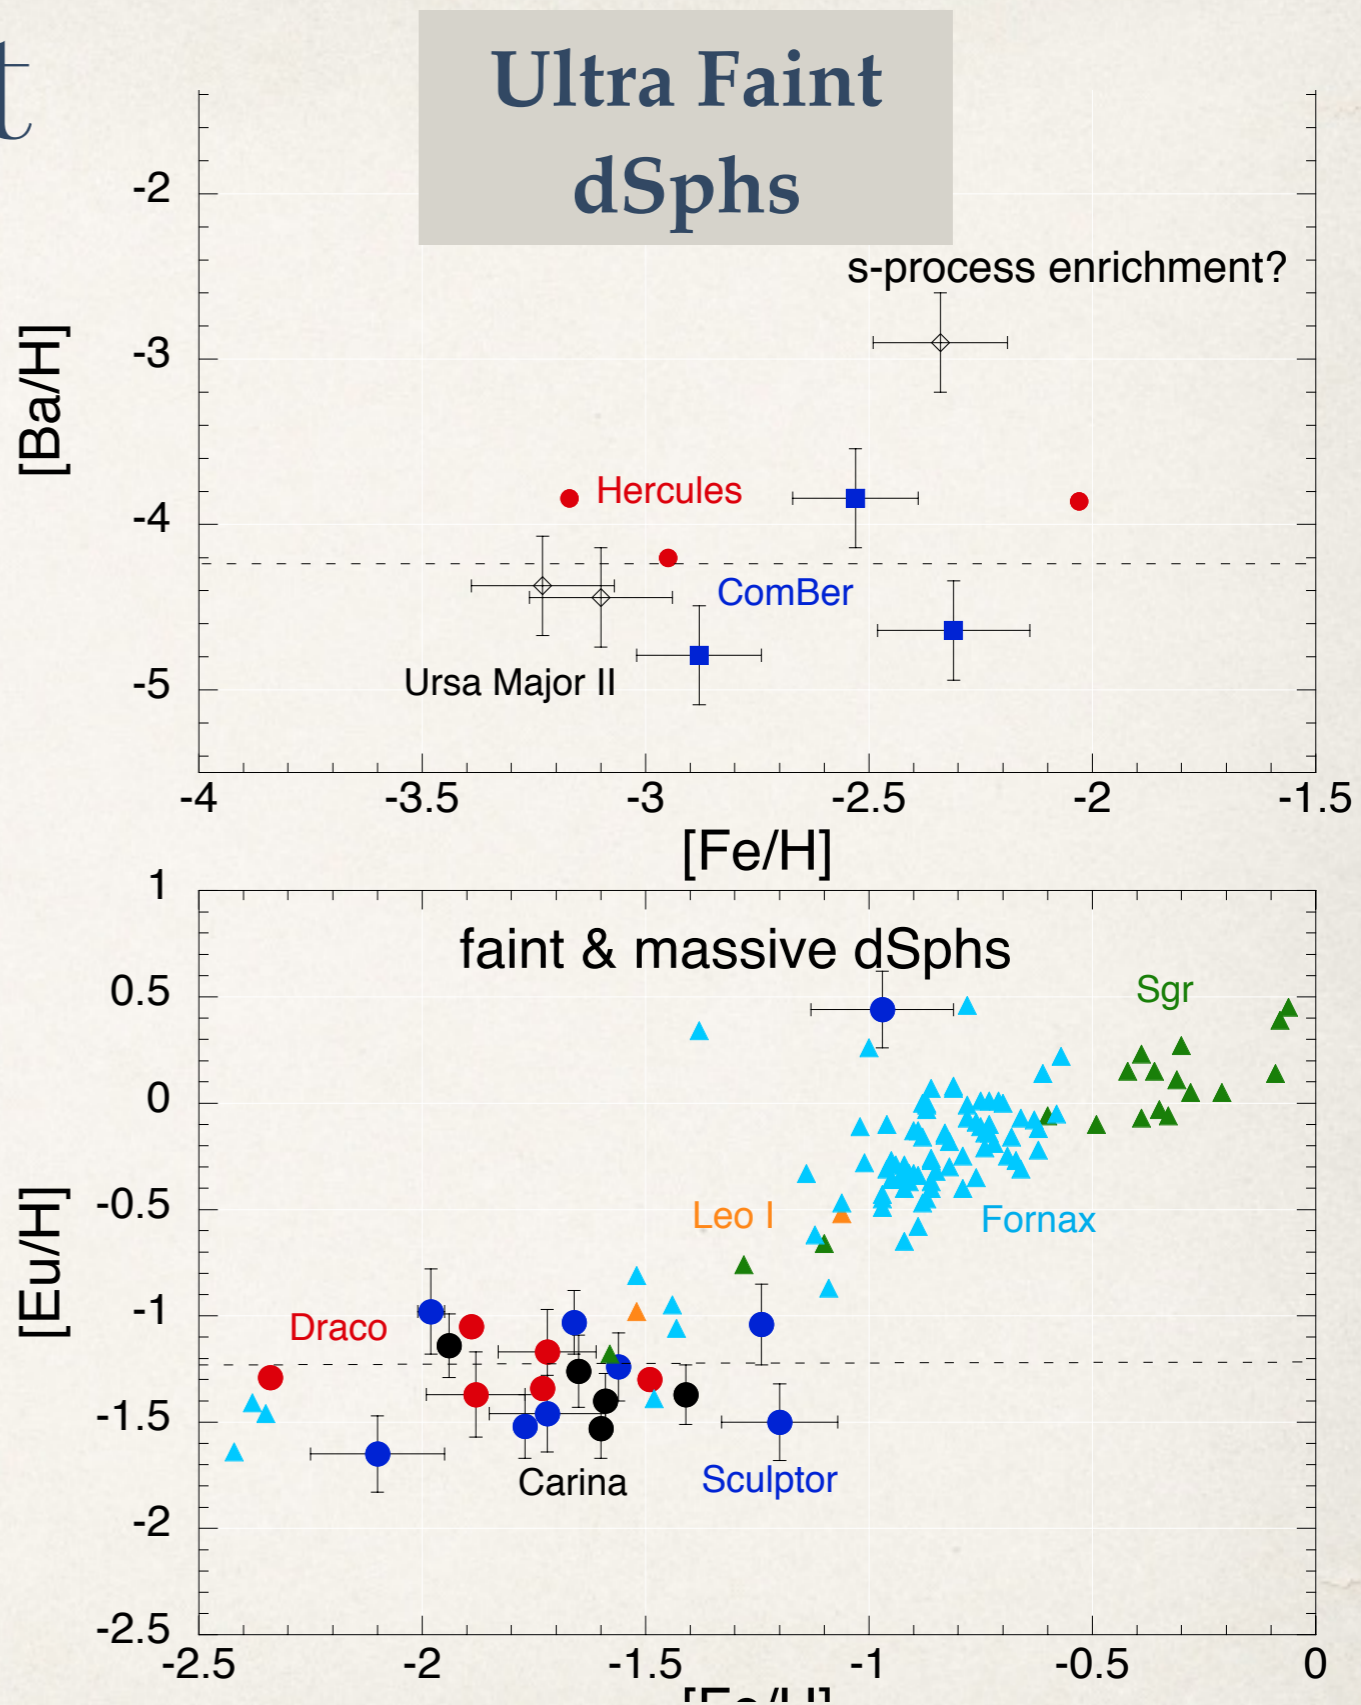 t
Ultra Faint
dSphs
-2
-3
-4
-5
[Ba/H]
s-process enrichment?
Hercules
ComBer
Ursa Major II
-4 -3.5 -3 -2.5 -2 -1.5
[Fe/H]
1
0.5
0
-0.5
-1
-1.5
-2
-2.5
[Eu/H]
faint & massive dSphs
Sgr
Leo I
Fornax
Draco
Carina
Sculptor
-2.5 -2 -1.5 -1 -0.5 0
[Fe/H]